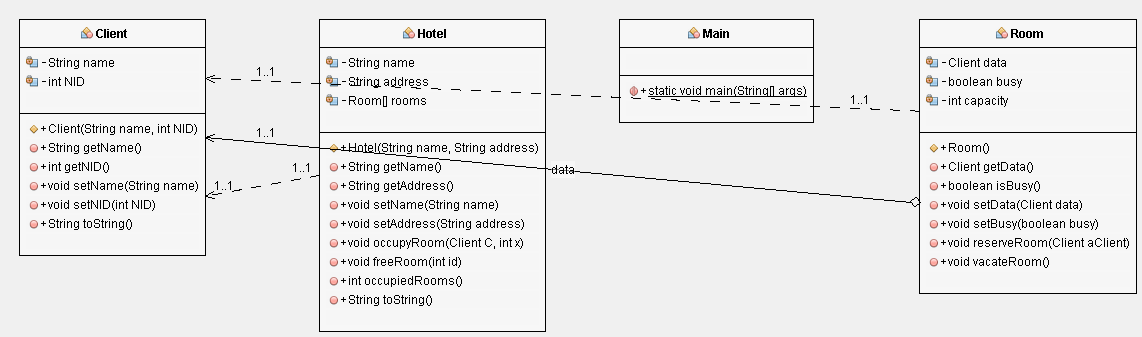 Client
- String name
- int NID
+ Client(String name, int NID)
+ String getName()
+ int getNID()
+ void setName(String name)
+ void setNID(int NID)
+ String toString()
1..1
1..1
1..1
1..1
Hotel
- String name
- String address
- Room[] rooms
+ Hotel(String name, String address)
+ String getName()
+ String getAddress()
+ void setName(String name)
+ void setAddress(String address)
+ void occupyRoom(Client C, int x)
+ void freeRoom(int id)
+ int occupiedRooms()
+ String toString()
data
Main
+ static void main(String[] args)
1..1
Room
- Client data
- boolean busy
- int capacity
+ Room()
+ Client getData()
+ boolean isBusy()
+ void setData(Client data)
+ void setBusy(boolean busy)
+ void reserveRoom(Client aClient)
+ void vacateRoom()